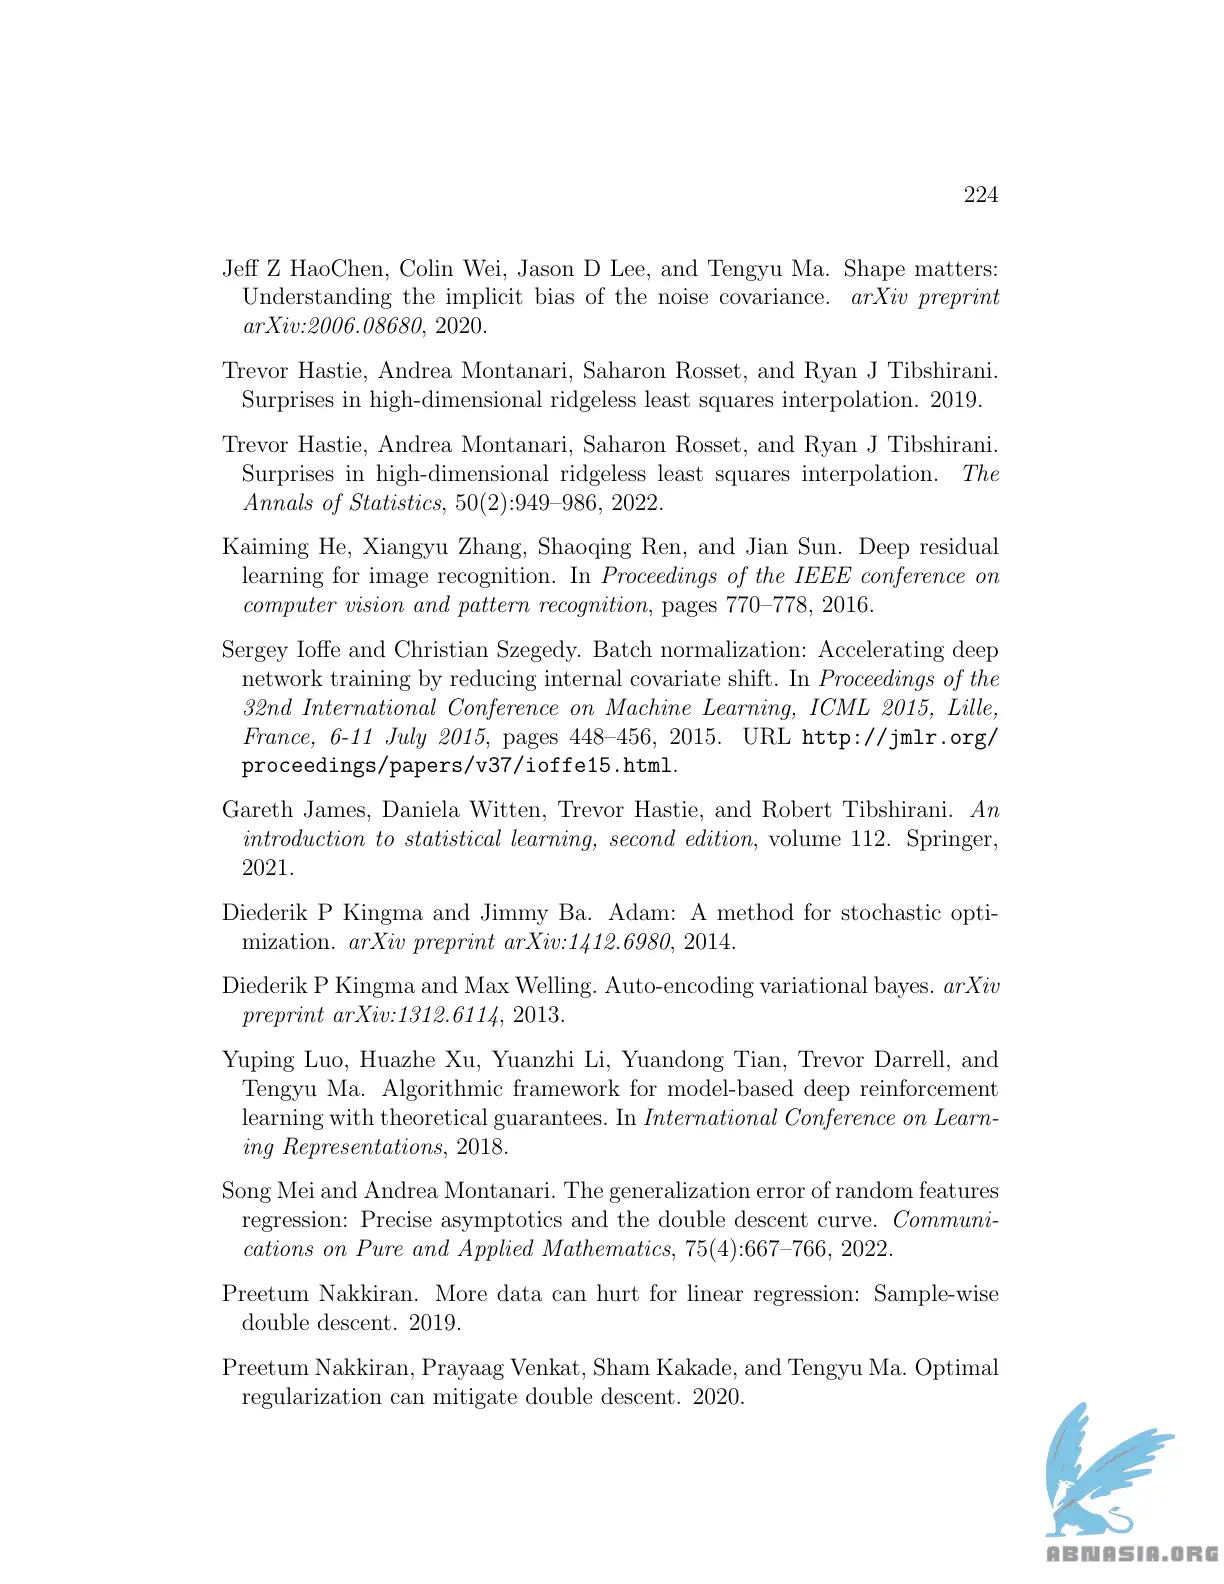 224
Jeff Z HaoChen, Colin Wei, Jason D Lee, and Tengyu Ma. Shape matters:
Understanding the implicit bias of the noise covariance. arXiv preprint
arXiv:2006.08680, 2020.
Trevor Hastie, Andrea Montanari, Saharon Rosset, and Ryan J Tibshirani.
Surprises in high-dimensional ridgeless least squares interpolation. 2019.
Trevor Hastie, Andrea Montanari, Saharon Rosset, and Ryan J Tibshirani.
Surprises in high-dimensional ridgeless least squares interpolation. The
Annals of Statistics, 50(2):949–986, 2022.
Kaiming He, Xiangyu Zhang, Shaoqing Ren, and Jian Sun. Deep residual
learning for image recognition. In Proceedings of the IEEE conference on
computer vision and pattern recognition, pages 770–778, 2016.
Sergey Ioffe and Christian Szegedy. Batch normalization: Accelerating deep
network training by reducing internal covariate shift. In Proceedings of the
32nd International Conference on Machine Learning, ICML 2015, Lille,
France, 6-11 July 2015, pages 448–456, 2015. URL http://jmlr.org/
proceedings/papers/v37/ioffe15.html.
Gareth James, Daniela Witten, Trevor Hastie, and Robert Tibshirani. An
introduction to statistical learning, second edition, volume 112. Springer,
2021.
Diederik P Kingma and Jimmy Ba. Adam: A method for stochastic opti-
mization. arXiv preprint arXiv:1412.6980, 2014.
Diederik P Kingma and Max Welling. Auto-encoding variational bayes. arXiv
preprint arXiv:1312.6114, 2013.
Yuping Luo, Huazhe Xu, Yuanzhi Li, Yuandong Tian, Trevor Darrell, and
Tengyu Ma. Algorithmic framework for model-based deep reinforcement
learning with theoretical guarantees. In International Conference on Learn-
ing Representations, 2018.
Song Mei and Andrea Montanari. The generalization error of random features
regression: Precise asymptotics and the double descent curve. Communi-
cations on Pure and Applied Mathematics, 75(4):667–766, 2022.
Preetum Nakkiran. More data can hurt for linear regression: Sample-wise
double descent. 2019.
Preetum Nakkiran, Prayaag Venkat, Sham Kakade, and Tengyu Ma. Optimal
regularization can mitigate double descent. 2020.
ABNASIA.ORG